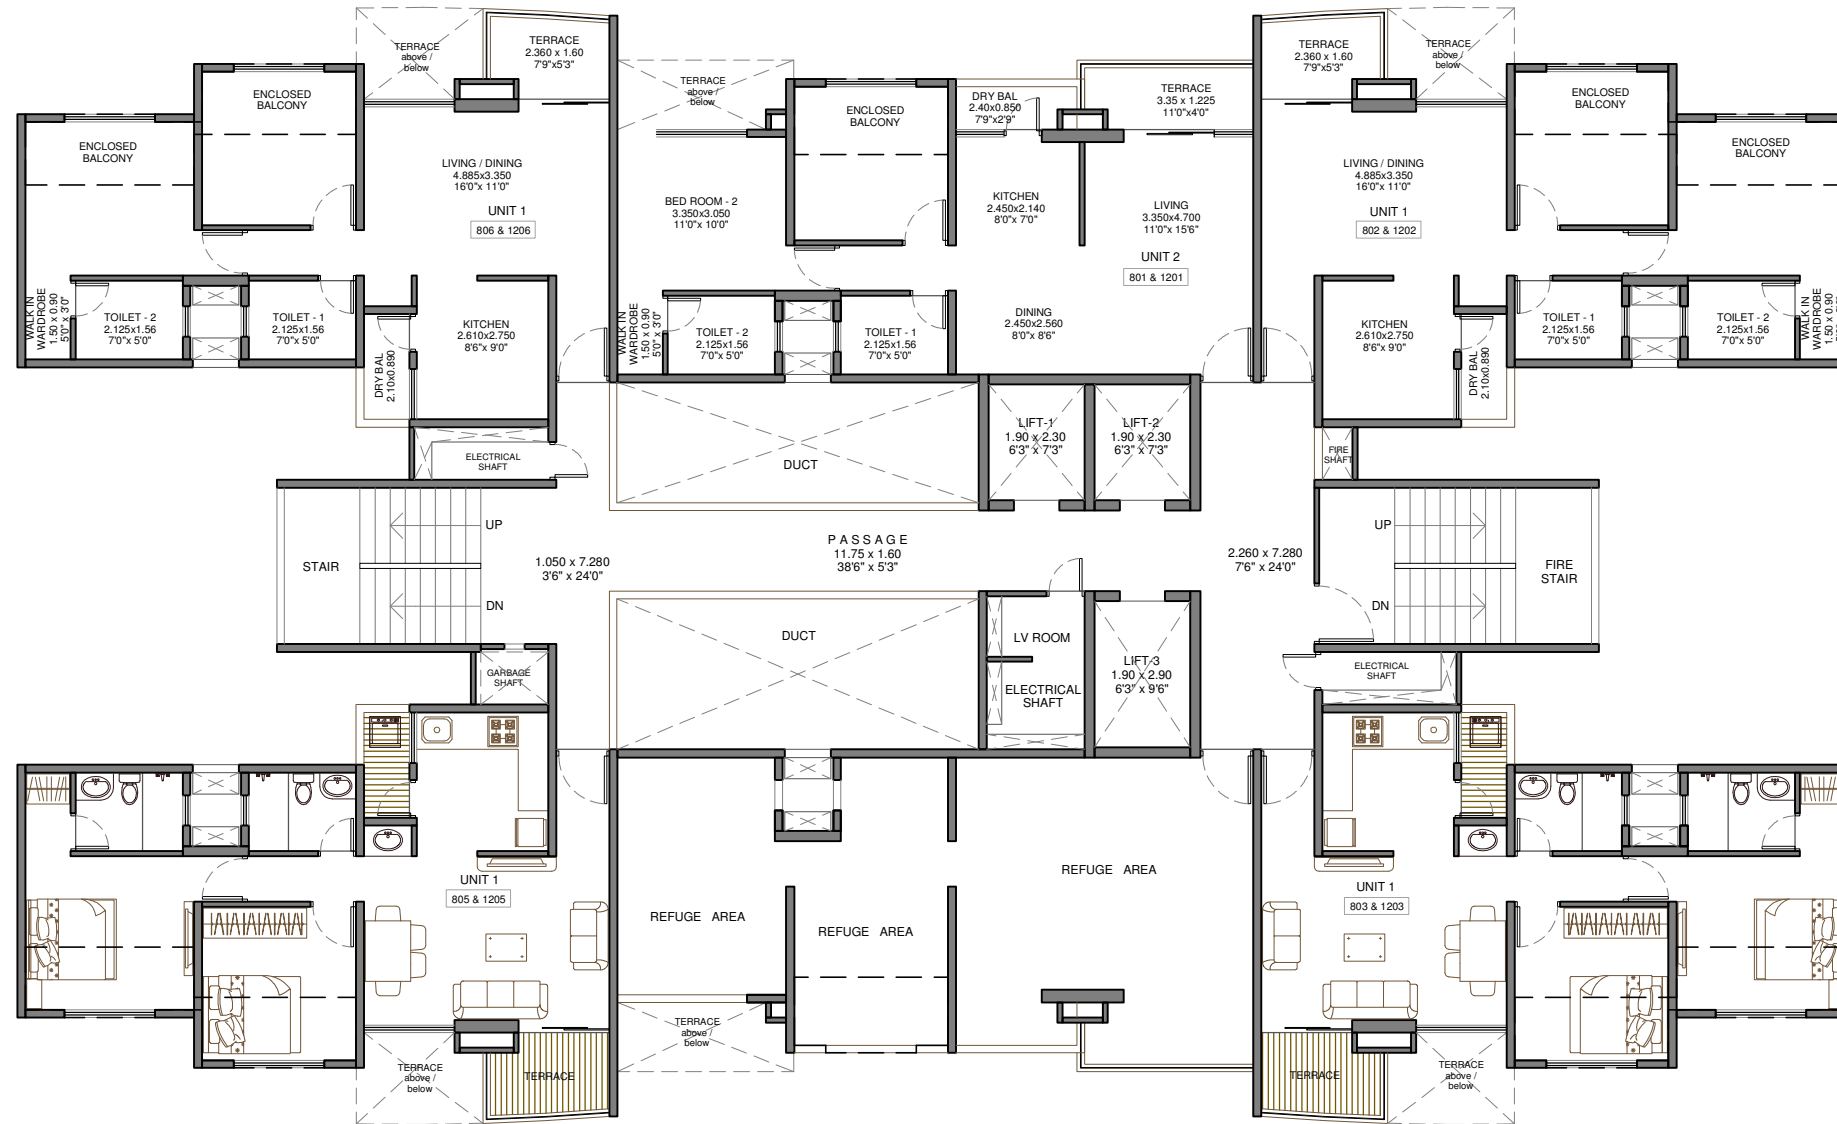 TERRACE
above /
below
TERRACE
2.360 x 1.60
7'9"x5'3"
ENCLOSED
BALCONY
ENCLOSED
BALCONY
LIVING / DINING
4.885x3.350
16'0"x 11'0"
UNIT 1
806 & 1206
WALK IN
WARDROBE
1.50 x 0.90
5'0" x 3'0"
TOILET - 2
2.125x1.56
7'0"x 5'0"
TOILET - 1
2.125x1.56
7'0"x 5'0"
KITCHEN
2.610x2.750
8'6"x 9'0"
DRY BAL
2.10x0.890
TERRACE
above /
below
ENCLOSED
BALCONY
DRY BAL
2.40x0.850
7'9"x2'9"
TERRACE
3.35 x 1.225
11'0"x4'0"
BED ROOM - 2
3.350x3.050
11'0"x 10'0"
KITCHEN
2.450x2.140
8'0"x 7'0"
LIVING
3.350x4.700
11'0"x 15'6"
UNIT 2
801 & 1201
WALK IN
WARDROBE
1.50 x 0.90
5'0" x 3'0"
TOILET - 2
2.125x1.56
7'0"x 5'0"
TOILET - 1
2.125x1.56
7'0"x 5'0"
DINING
2.450x2.560
8'0"x 8'6"
TERRACE
2.360 x 1.60
7'9"x5'3"
TERRACE
above /
below
ENCLOSED
BALCONY
ENCLOSED
BALCONY
LIVING / DINING
4.885x3.350
16'0"x 11'0"
UNIT 1
802 & 1202
KITCHEN
2.610x2.750
8'6"x 9'0"
DRY BAL
2.10x0.890
TOILET - 1
2.125x1.56
7'0"x 5'0"
TOILET - 2
2.125x1.56
7'0"x 5'0"
WALK IN
WARDROBE
1.50 x 0.90
ELECTRICAL
SHAFT
DUCT
LIFT-1
1.90 x 2.30
6'3" x 7'3"
LIFT-2
1.90 x 2.30
6'3" x 7'3"
FIRE
SHAFT
STAIR
UP
DN
1.050 x 7.280
3'6" x 24'0"
PASSAGE
11.75 x 1.60
38'6" x 5'3"
2.260 x 7.280
7'6" x 24'0"
UP
DN
FIRE
STAIR
GARBAGE
SHAFT
DUCT
LV ROOM
ELECTRICAL
SHAFT
LIFT-3
1.90 x 2.90
6'3" x 9'6"
ELECTRICAL
SHAFT
UNIT 1
805 & 1205
REFUGE AREA
REFUGE AREA
REFUGE AREA
UNIT 1
803 & 1203
TERRACE
above /
below
TERRACE
TERRACE
above /
below
TERRACE
TERRACE
above /
below